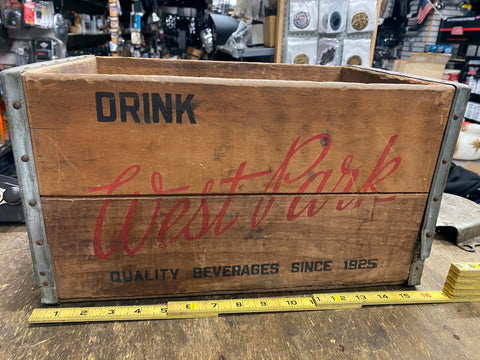 DRINK
West Park
QUALITY BEVERAGES SINCE 1925